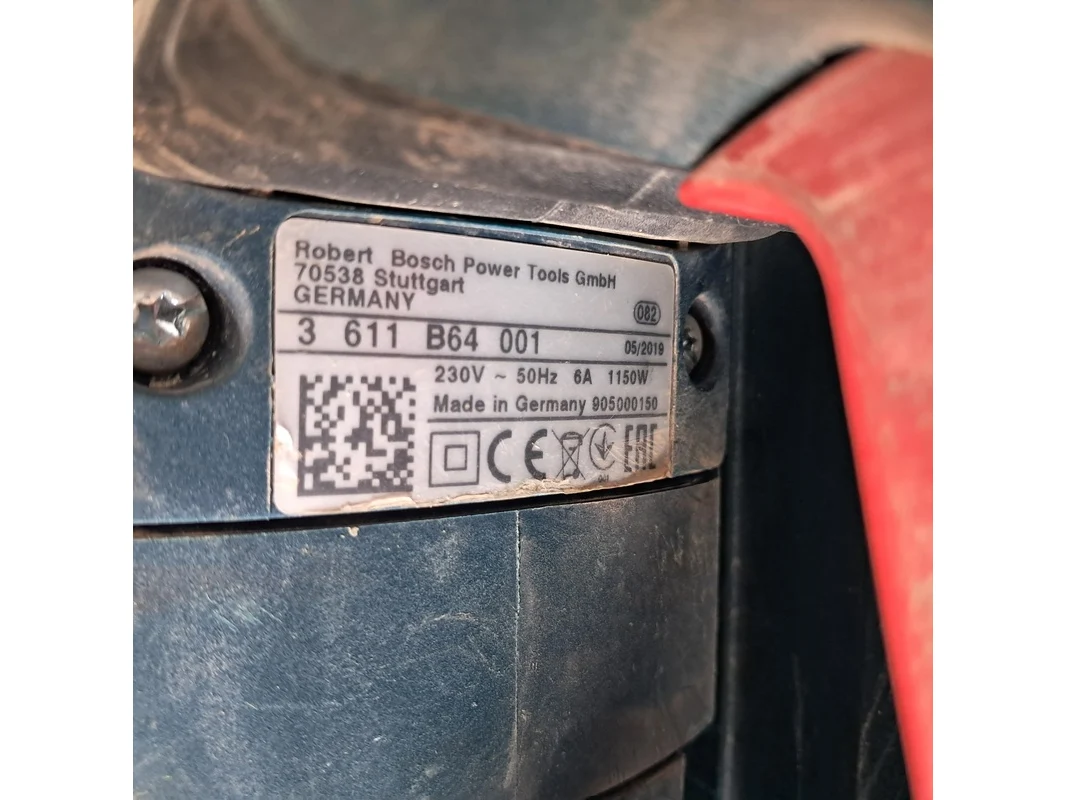 Robert Bosch Power Tools GmbH
70538 Stuttgart
GERMANY
082
3 611 B64 001 05/2019
230V ~ 50Hz 6A 1150W
Made in Germany 905000150
CE EAC